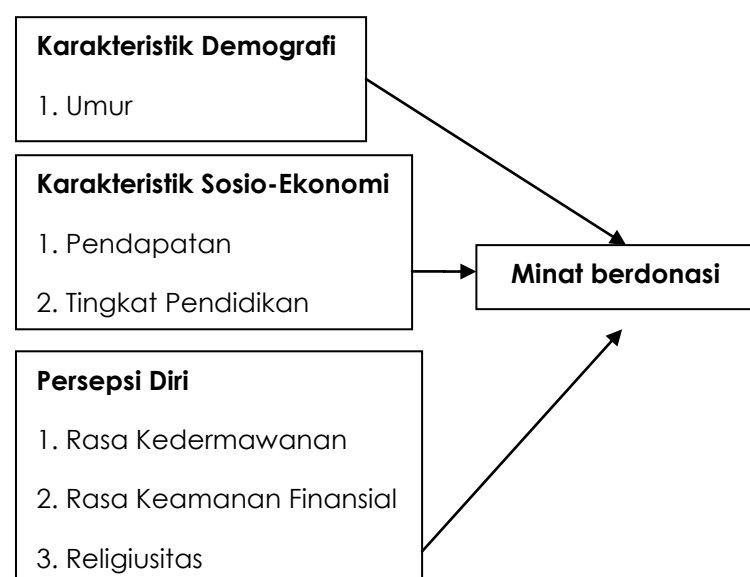 Karakteristik Demografi
1. Umur
Karakteristik Sosio-Ekonomi
1. Pendapatan
2. Tingkat Pendidikan
Minat berdonasi
Persepsi Diri
1. Rasa Kedermawanan
2. Rasa Keamanan Finansial
3. Religiusitas